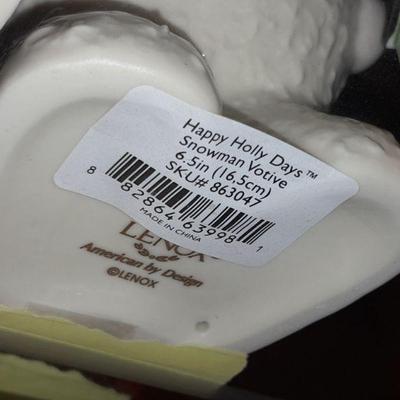 Happy Holly Days™
Snowman Votive
6.5in (16.5cm)
SKU# 863047
8 82864 63998 1
MADE IN CHINA
LENOX
American by Design
©LENOX